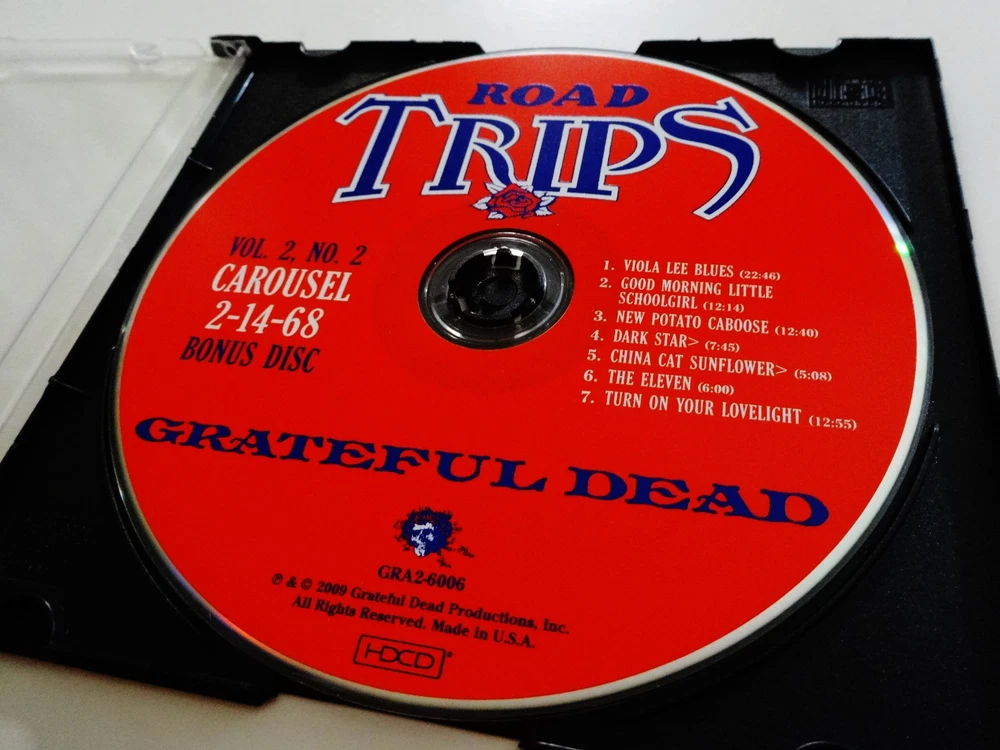 ROAD
TRIPS
VOL. 2, NO. 2
CAROUSEL
2-14-68
BONUS DISC
1. VIOLA LEE BLUES (22:46)
2. GOOD MORNING LITTLE
SCHOOLGIRL (12:14)
3. NEW POTATO CABOOSE (12:40)
4. DARK STAR> (7:45)
5. CHINA CAT SUNFLOWER> (5:08)
6. THE ELEVEN (6:00)
7. TURN ON YOUR LOVELIGHT (12:55)
GRATEFUL DEAD
GRA2-6006
℗ & © 2009 Grateful Dead Productions, Inc.
All Rights Reserved. Made in U.S.A.
HDCD®